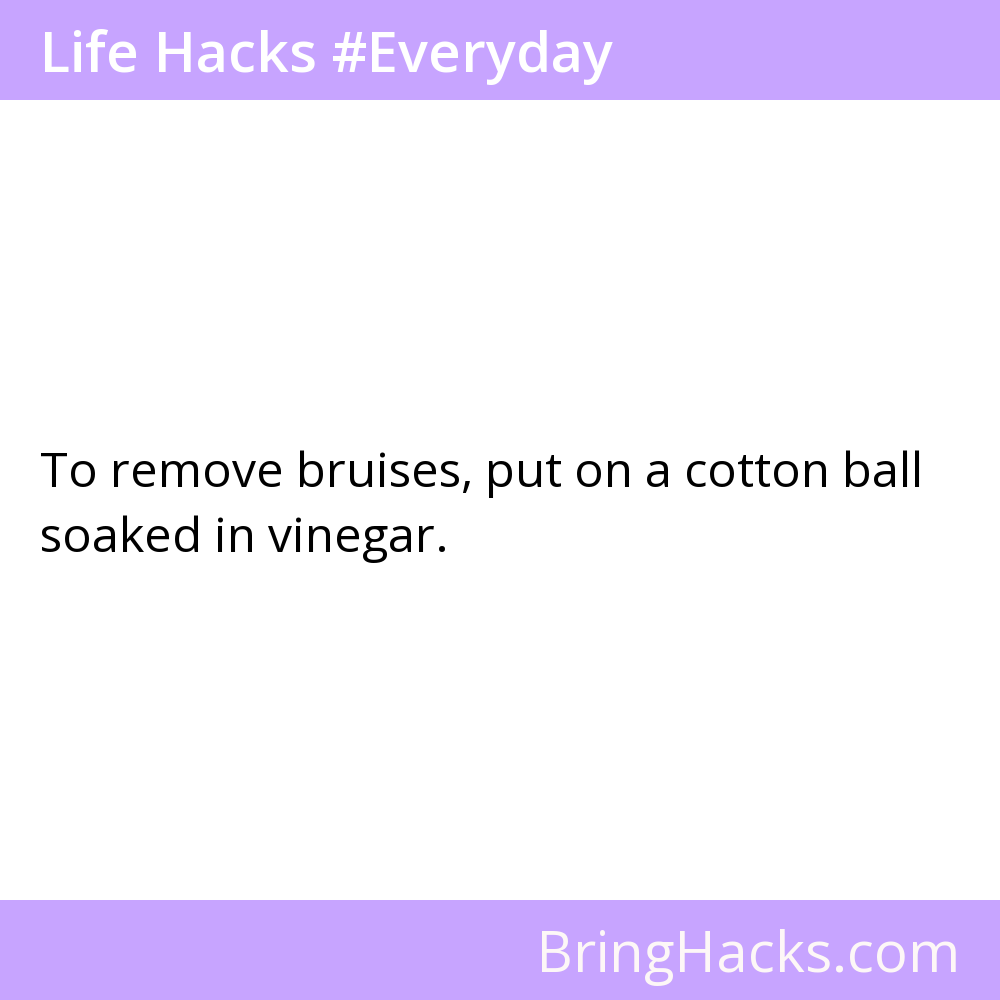 Life Hacks #Everyday
To remove bruises, put on a cotton ball
soaked in vinegar.
BringHacks.com